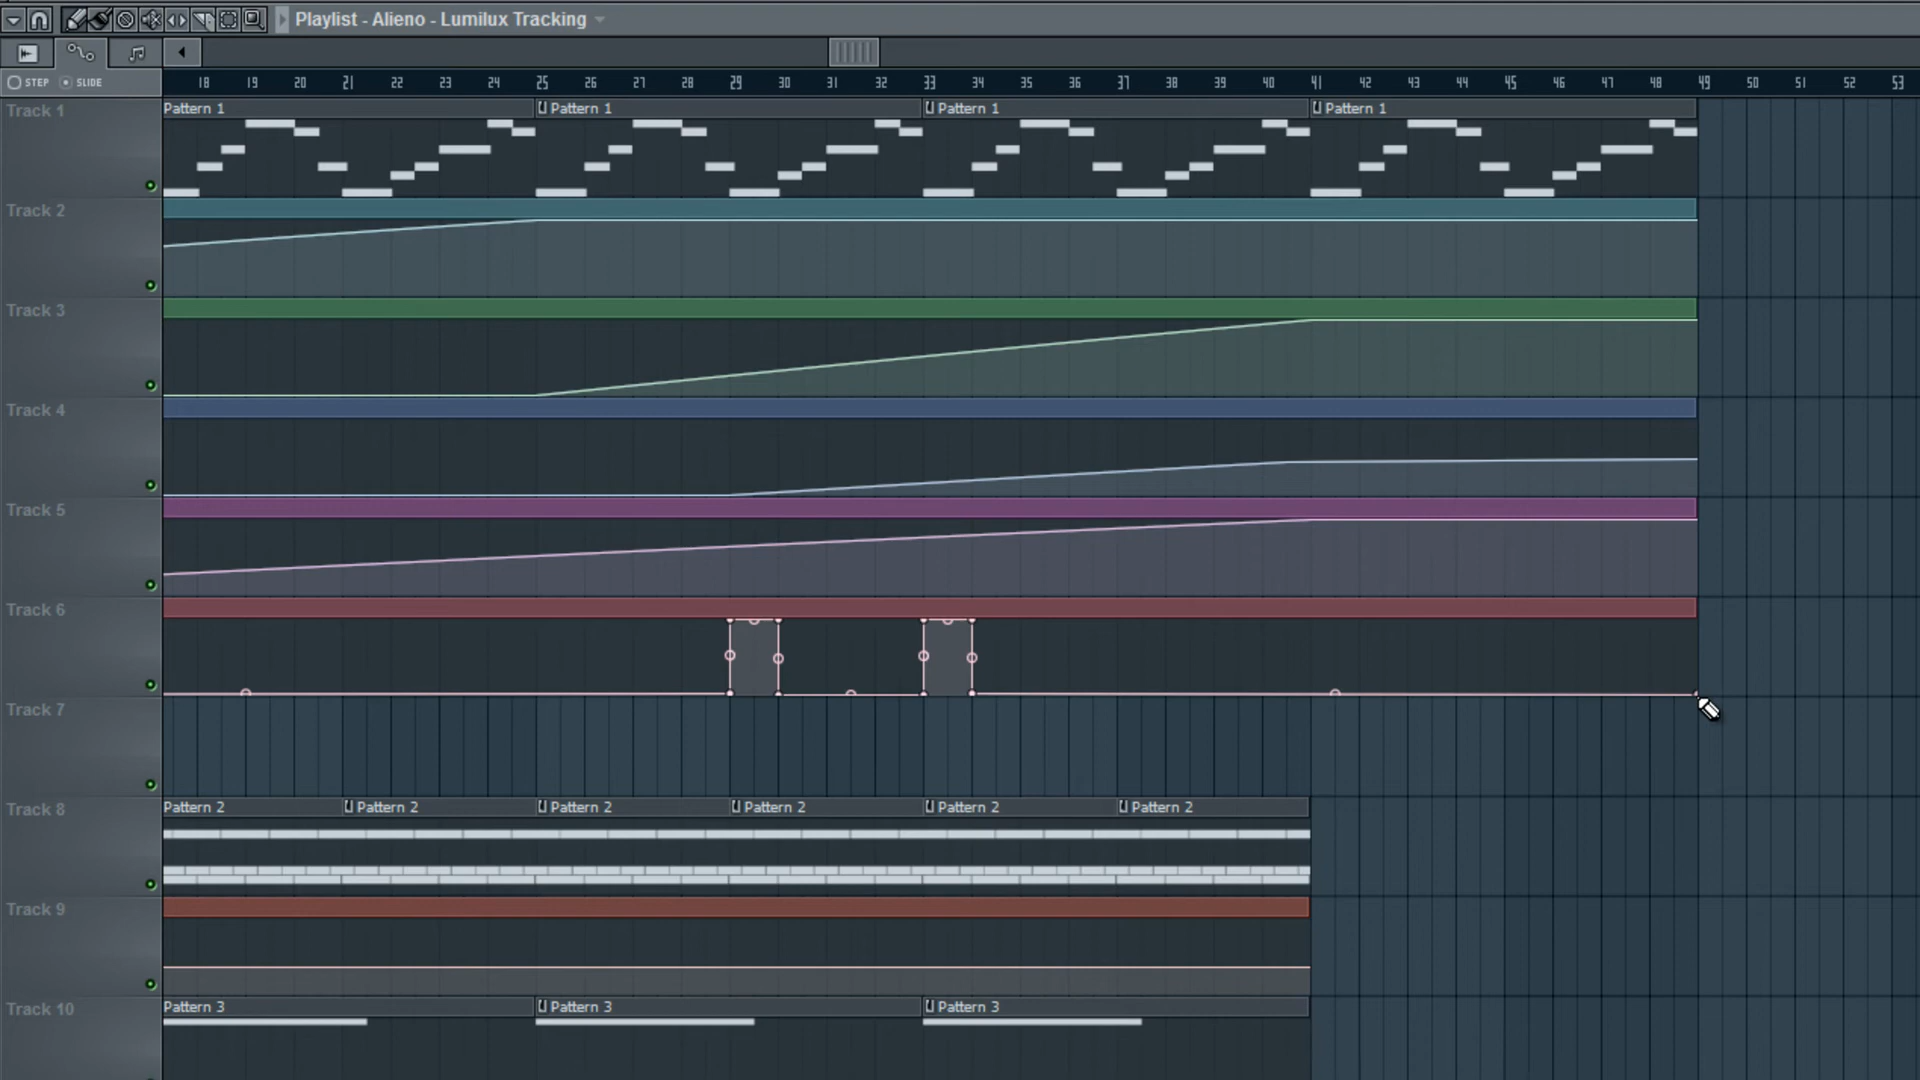 Playlist - Alieno - Lumilux Tracking
STEP SLIDE 18 19 20 21 22 23 24 25 26 27 28 29 30 31 32 33 34 35 36 37 38 39 40 41 42 43 44 45 46 47 48 49 50 51 52 53
Track 1 Pattern 1 Pattern 1 Pattern 1 Pattern 1
Track 2
Track 3
Track 4
Track 5
Track 6
Track 7
Track 8 Pattern 2 Pattern 2 Pattern 2 Pattern 2 Pattern 2 Pattern 2
Track 9
Track 10 Pattern 3 Pattern 3 Pattern 3